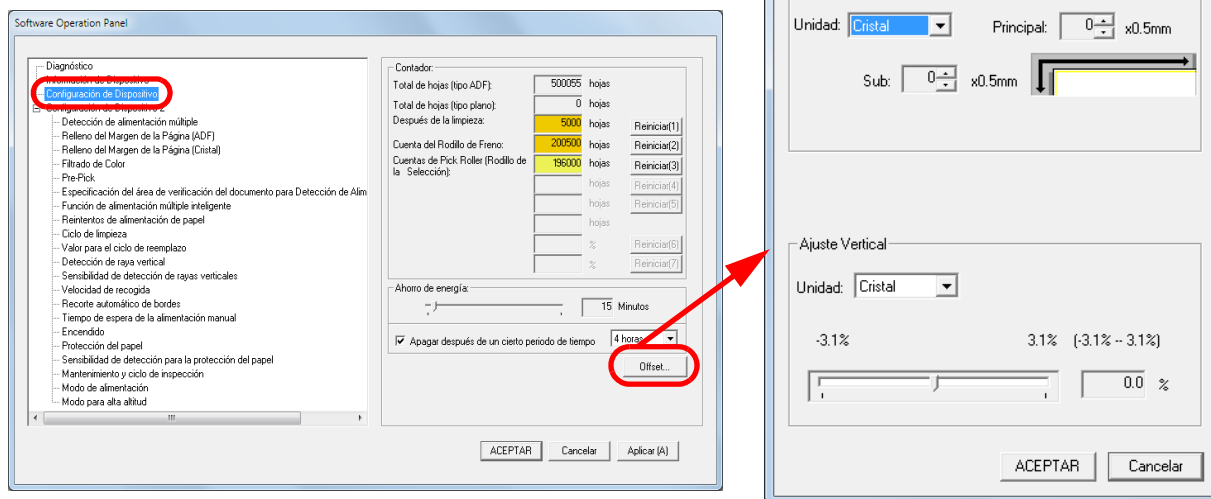 Software Operation Panel
Diagnóstico
Información de Dispositivo
Configuración de Dispositivo
Configuración de Dispositivo 2
Detección de alimentación múltiple
Relleno del Margen de la Página (ADF)
Relleno del Margen de la Página (Cristal)
Filtrado de Color
Pre-Pick
Especificación del área de verificación del documento para Detección de Alim
Función de alimentación múltiple inteligente
Reintentos de alimentación de papel
Ciclo de limpieza
Valor para el ciclo de reemplazo
Detección de raya vertical
Sensibilidad de detección de rayas verticales
Velocidad de recogida
Recorte automático de bordes
Tiempo de espera de la alimentación manual
Encendido
Protección del papel
Sensibilidad de detección para la protección del papel
Mantenimiento y ciclo de inspección
Modo de alimentación
Modo para alta altitud
Contador:
Total de hojas (tipo ADF): 500055 hojas
Total de hojas (tipo plano): 0 hojas
Después de la limpieza: 5000 hojas Reiniciar(1)
Cuenta del Rodillo de Freno: 200500 hojas Reiniciar(2)
Cuentas de Pick Roller (Rodillo de 196000 hojas Reiniciar(3)
la Selección):
hojas Reiniciar(4)
hojas Reiniciar(5)
hojas
% Reiniciar(6)
% Reiniciar(7)
Ahorro de energía:
15 Minutos
Apagar después de un cierto periodo de tiempo 4 horas
Offset...
ACEPTAR Cancelar Aplicar (A)
Unidad: Cristal Principal: 0 x0.5mm
Sub: 0 x0.5mm
Ajuste Vertical
Unidad: Cristal
-3.1% 3.1% (-3.1% -- 3.1%)
0.0 %
ACEPTAR Cancelar